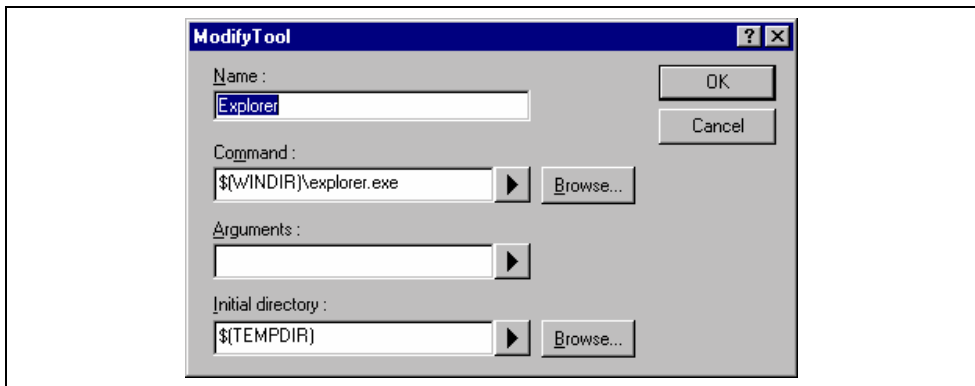 ModifyTool
Name :
OK
Explorer
Cancel
Command :
$(WINDIR)\explorer.exe
Browse...
Arguments :
Initial directory :
$(TEMPDIR)
Browse...